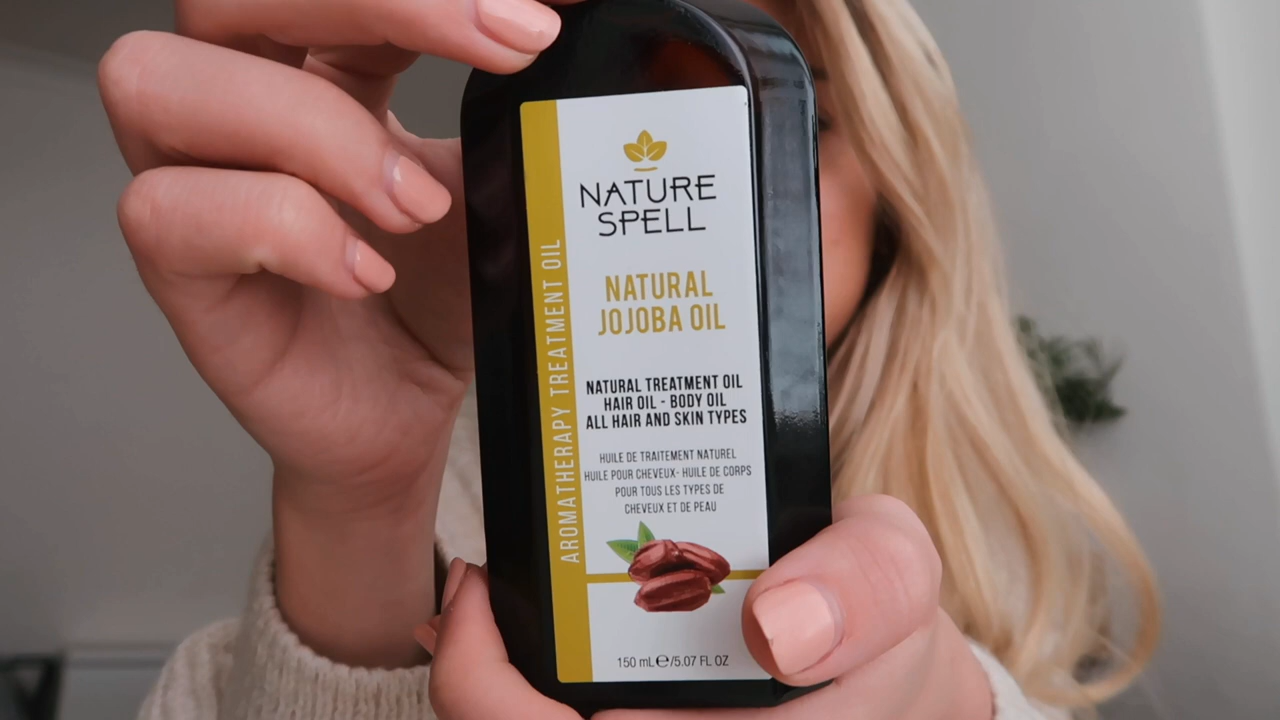 NATURE
SPELL
NATURAL
JOJOBA OIL
NATURAL TREATMENT OIL
HAIR OIL - BODY OIL
ALL HAIR AND SKIN TYPES
HUILE DE TRAITEMENT NATUREL
HUILE POUR CHEVEUX- HUILE DE CORPS
POUR TOUS LES TYPES DE
CHEVEUX ET DE PEAU
150 mL℮/5.07 FL OZ
AROMATHERAPY TREATMENT OIL